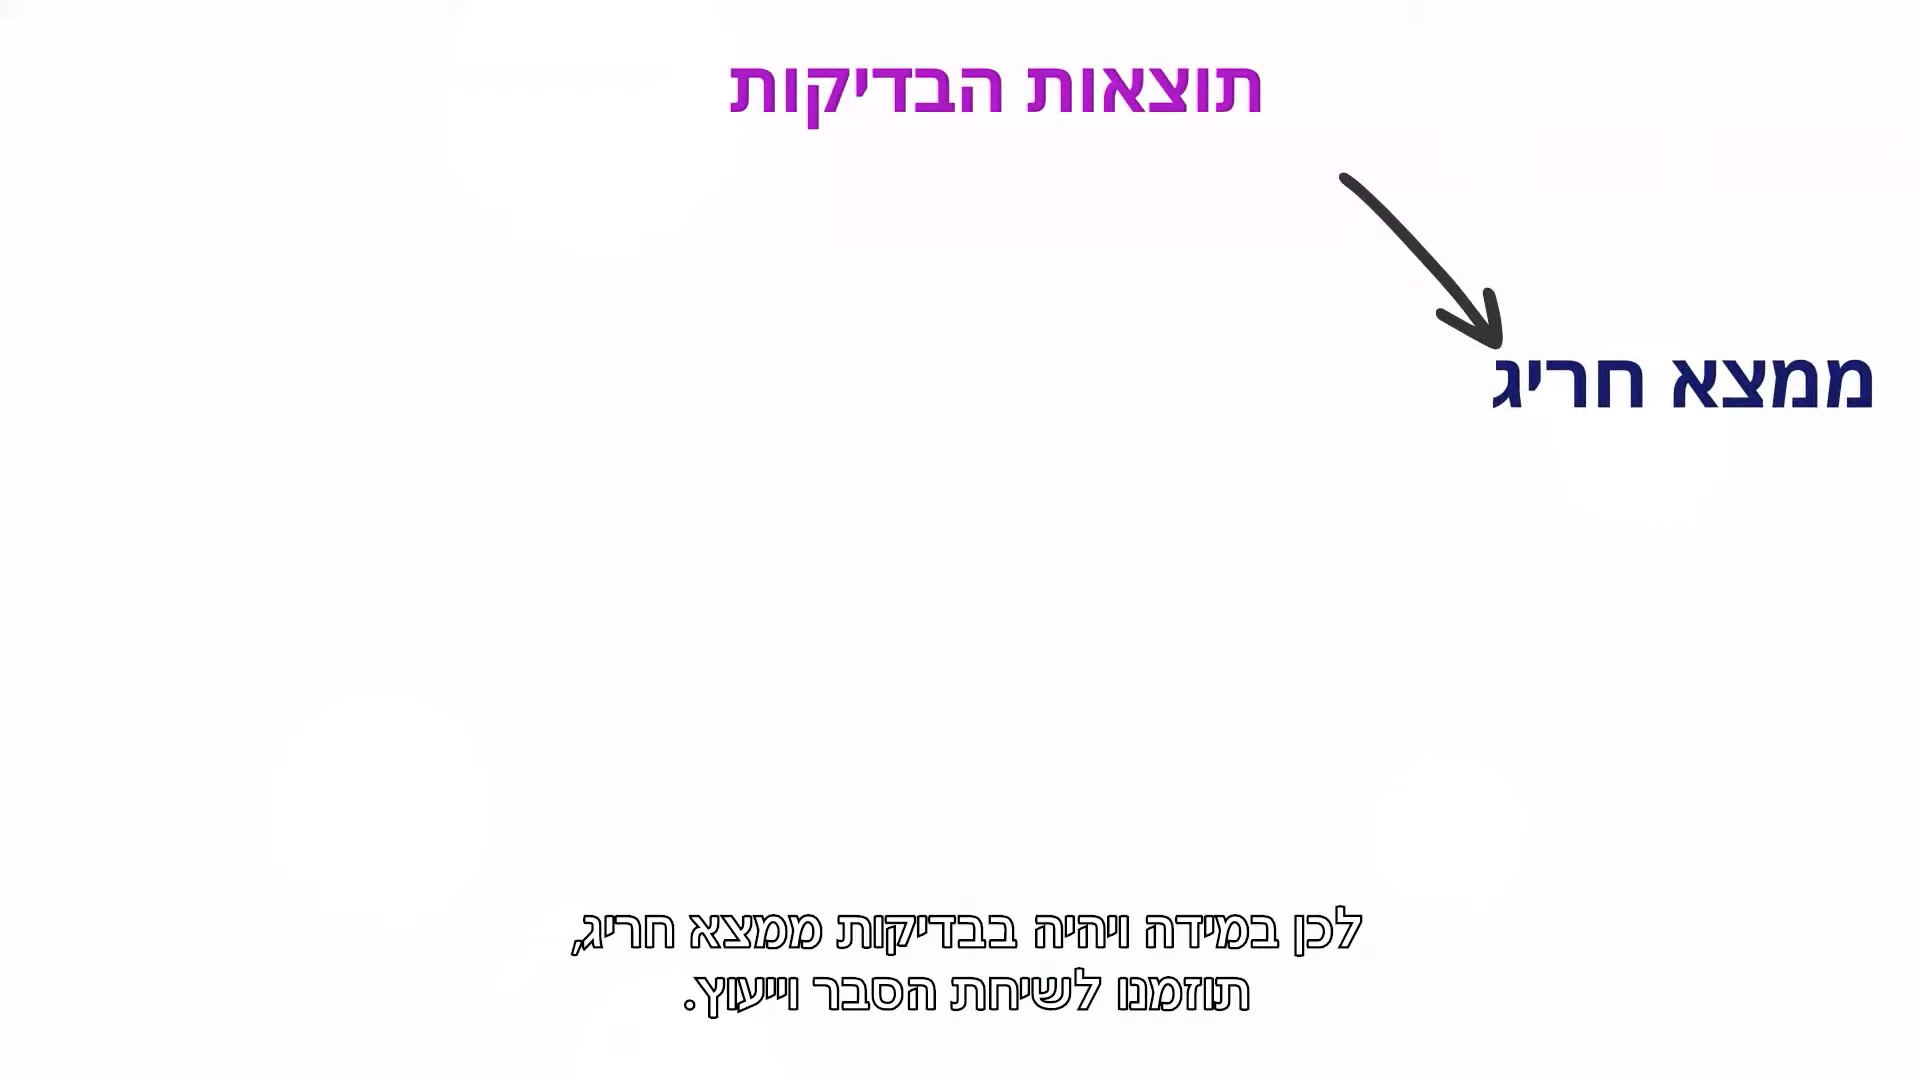 תוצאות הבדיקות
ממצא חריג
לכן במידה ויהיה בבדיקות ממצא חריג,
תוזמנו לשיחת הסבר וייעוץ.